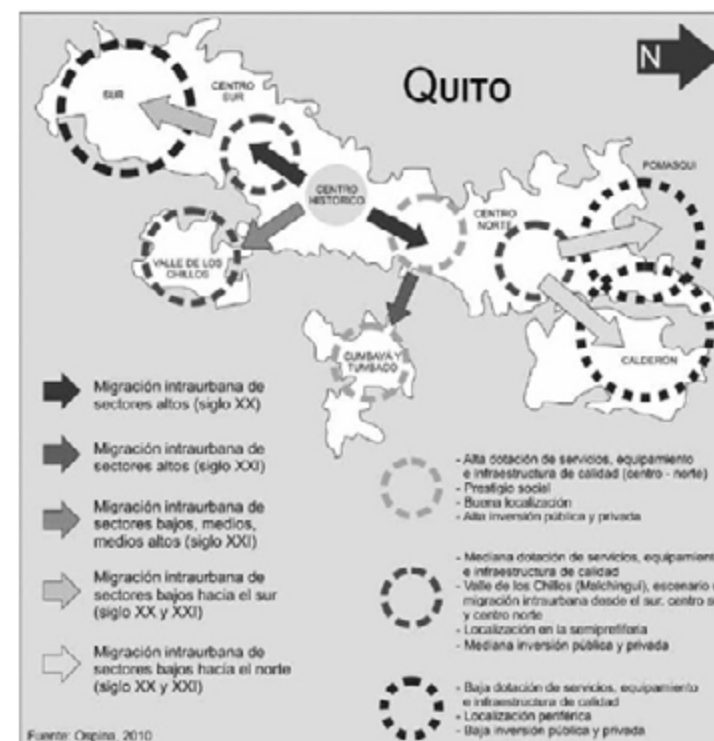 QUITO
N
SUR
CENTRO
SUR
CENTRO
HISTORICO
POMASQUI
CENTRO
NORTE
VALLE DE LOS
CHILLOS
CUMBAYÁ Y
TUMBACO
CALDERÓN
Migración intraurbana de
sectores altos (siglo XX)
Migración intraurbana de
sectores altos (siglo XXI)
Migración intraurbana de
sectores bajos, medios,
medios altos (siglo XXI)
Migración intraurbana de
sectores bajos hacia el sur
(siglo XX y XXI)
Migración intraurbana de
sectores bajos hacia el norte
(siglo XX y XXI)
- Alta dotación de servicios, equipamiento
e infraestructura de calidad (centro - norte)
- Prestigio social
- Buena localización
- Alta inversión pública y privada
- Mediana dotación de servicios, equipamient
e infraestructura de calidad
- Valle de los Chillos (Malchingui), escenario
migración intraurbana desde el sur, centro s
y centro norte
- Localización en la semiprefiferia
- Mediana inversión pública y privada
- Baja dotación de servicios, equipamiento
e infraestructura de calidad
- Localización periférica
- Baja inversión pública y privada
Fuente: Ospina, 2010